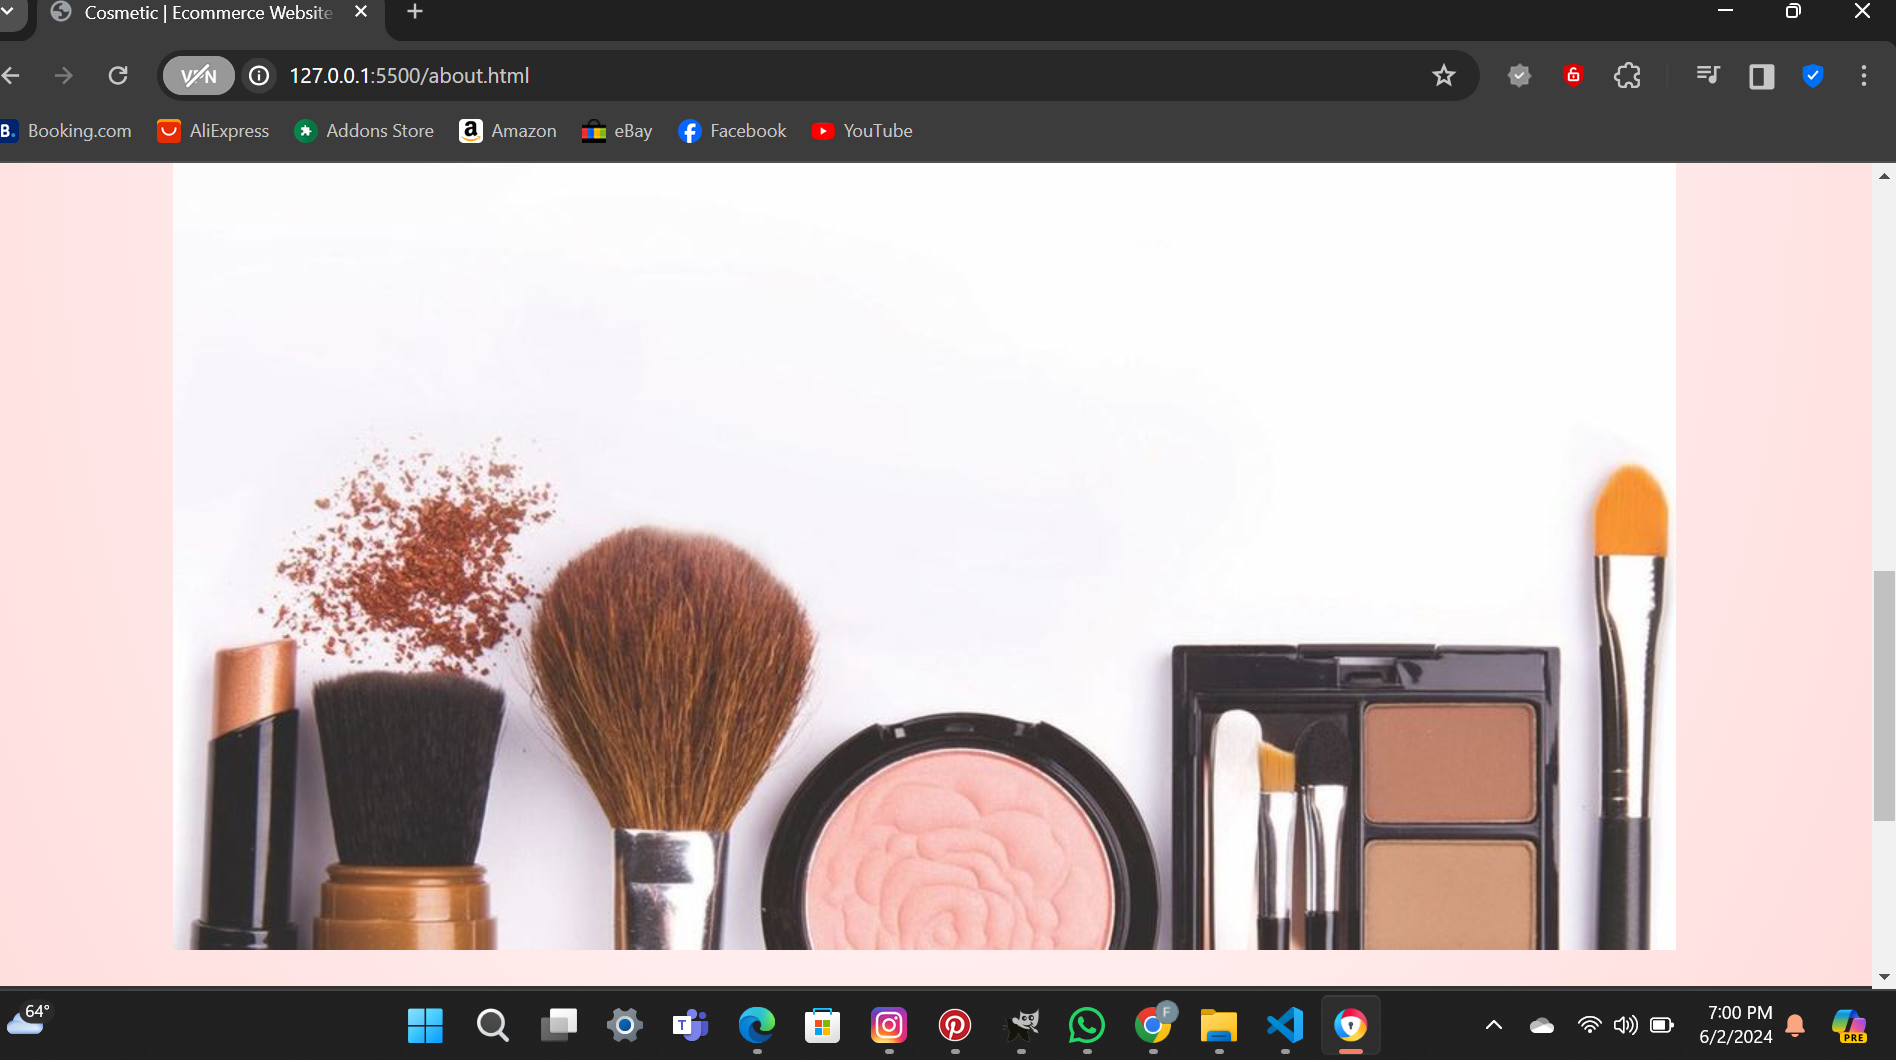 Cosmetic | Ecommerce Website
VPN
127.0.0.1:5500/about.html
B.
Booking.com
AliExpress
a
Amazon
eBay
Facebook
YouTube
Addons Store
64°
T
F
7:00 PM
6/2/2024
PRE